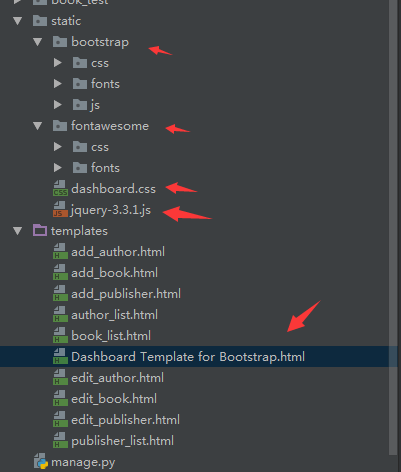 book_test
static
bootstrap
css
fonts
js
fontawesome
css
fonts
dashboard.css
jquery-3.3.1.js
templates
add_author.html
add_book.html
add_publisher.html
author_list.html
book_list.html
Dashboard Template for Bootstrap.html
edit_author.html
edit_book.html
edit_publisher.html
publisher_list.html
manage.py